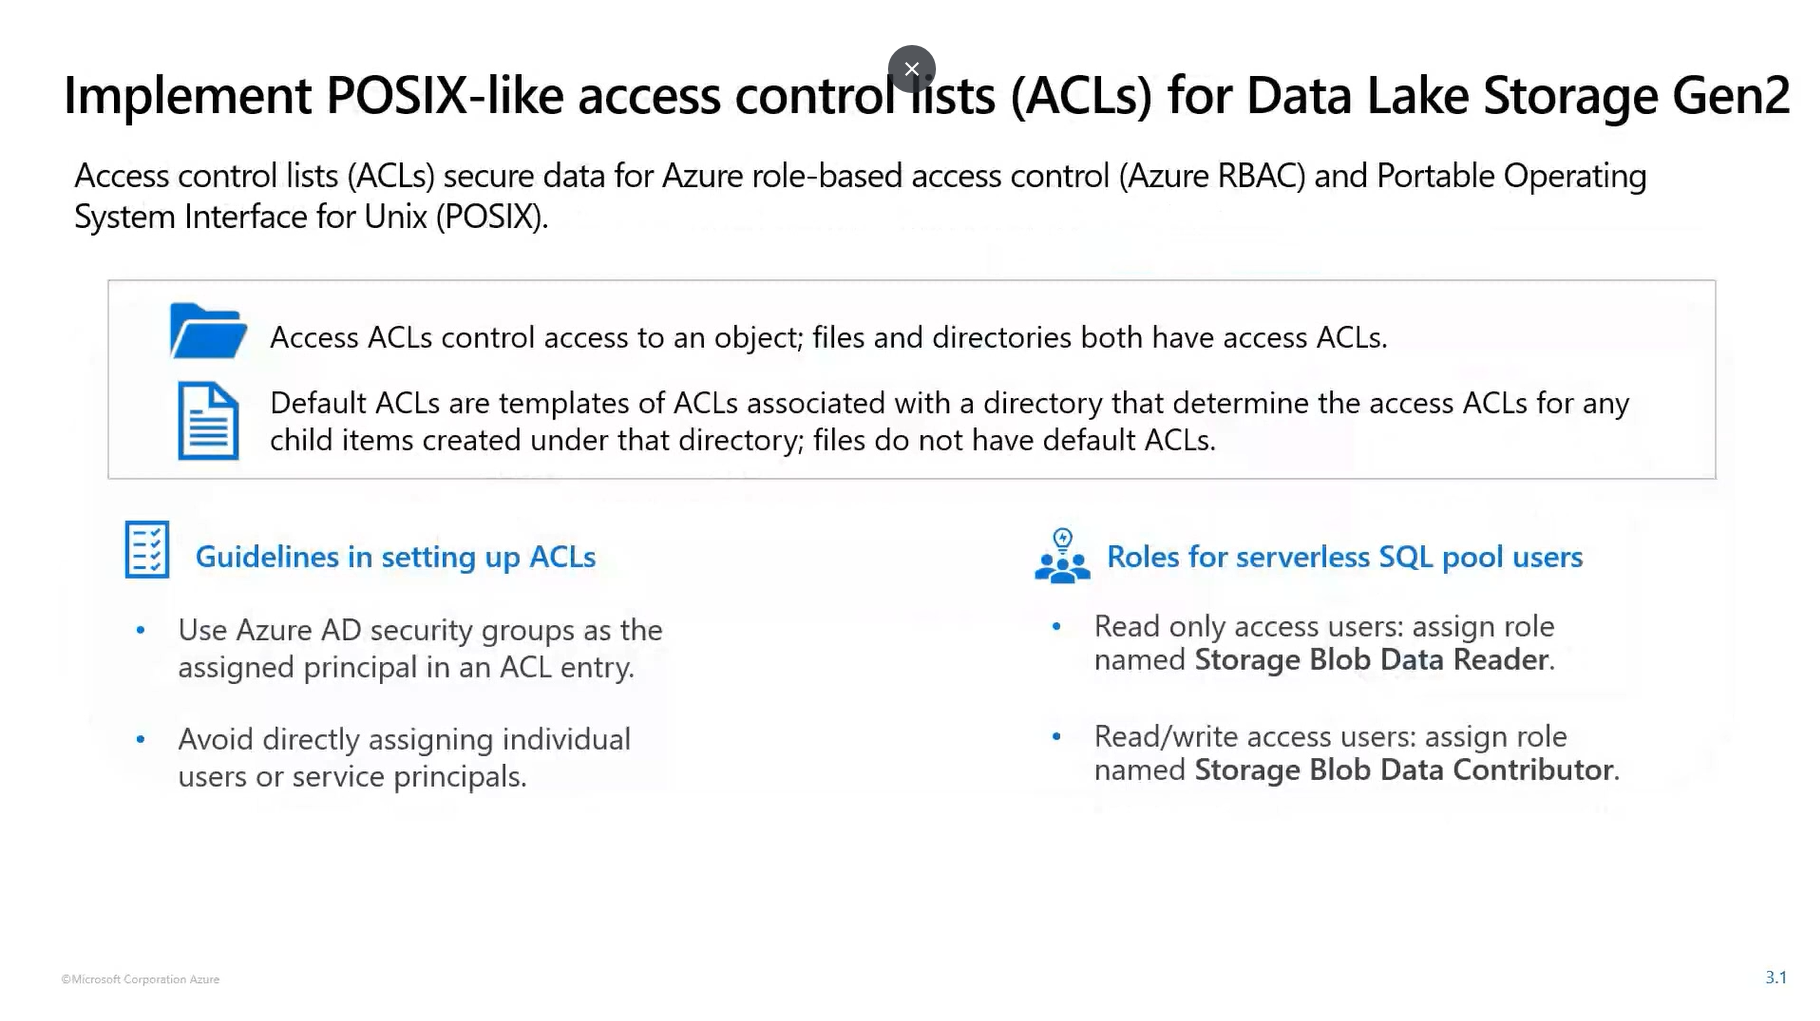 Implement POSIX-like access control lists (ACLs) for Data Lake Storage Gen2
Access control lists (ACLs) secure data for Azure role-based access control (Azure RBAC) and Portable Operating
System Interface for Unix (POSIX).
Access ACLs control access to an object; files and directories both have access ACLs.
Default ACLs are templates of ACLs associated with a directory that determine the access ACLs for any
child items created under that directory; files do not have default ACLs.
Guidelines in setting up ACLs
• Use Azure AD security groups as the
assigned principal in an ACL entry.
• Avoid directly assigning individual
users or service principals.
Roles for serverless SQL pool users
• Read only access users: assign role
named Storage Blob Data Reader.
• Read/write access users: assign role
named Storage Blob Data Contributor.
©Microsoft Corporation Azure
3.1